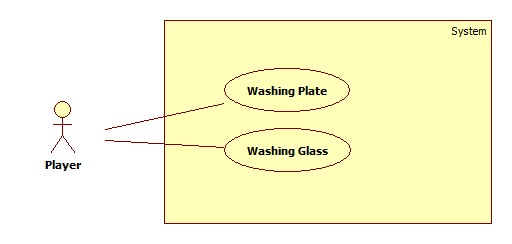 System
Washing Plate
Washing Glass
Player